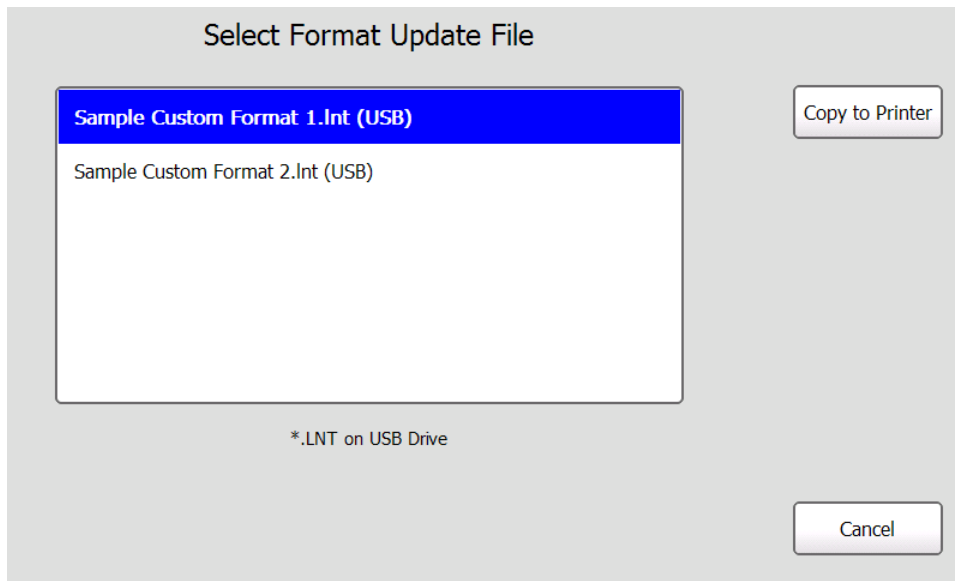 Select Format Update File
Sample Custom Format 1.lnt (USB)
Copy to Printer
Sample Custom Format 2.lnt (USB)
*.LNT on USB Drive
Cancel